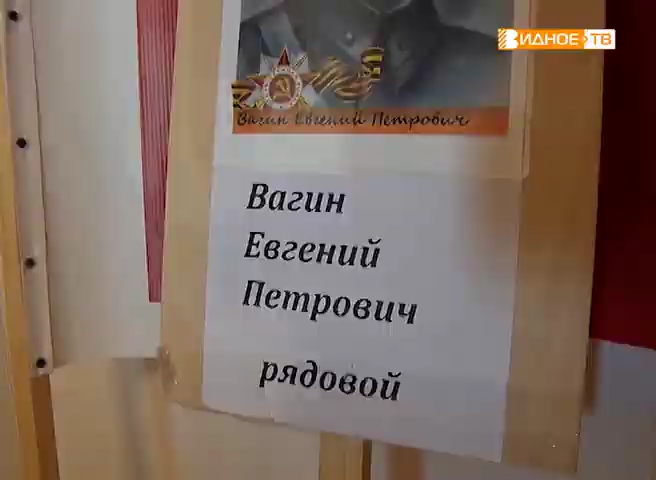 ВИДНОЕ ТВ
Вагин Евгений Петрович
Вагин
Евгений
Петрович
рядовой